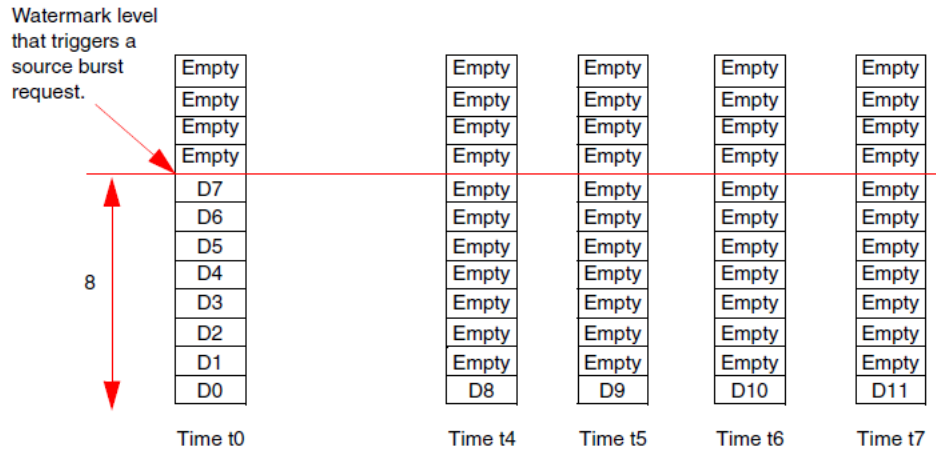 Watermark level
that triggers a
source burst
request.
Empty Empty Empty Empty Empty
Empty Empty Empty Empty Empty
Empty Empty Empty Empty Empty
Empty Empty Empty Empty Empty
D7 Empty Empty Empty Empty
D6 Empty Empty Empty Empty
D5 Empty Empty Empty Empty
8 D4 Empty Empty Empty Empty
D3 Empty Empty Empty Empty
D2 Empty Empty Empty Empty
D1 Empty Empty Empty Empty
D0 D8 D9 D10 D11
Time t0 Time t4 Time t5 Time t6 Time t7